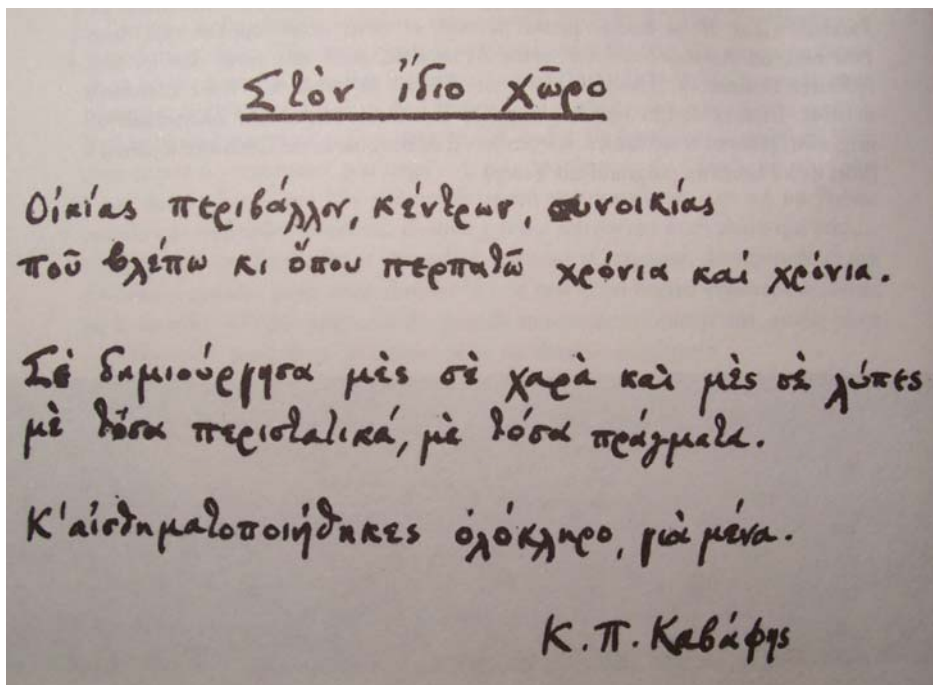 Στὸν ἴδιο χῶρο
Οἰκίας περιβάλλον, κέντρων, συνοικίας
ποῦ βλέπω κι ὅπου περπατῶ χρόνια καὶ χρόνια.
Σὲ δημιούργησα μὲς σὲ χαρὰ καὶ μὲς σὲ λύπες
μὲ τόσα περιστατικά, μὲ τόσα πράγματα.
Κ' αἰσθηματοποιήθηκες ὁλόκληρο, γιὰ μένα.
Κ. Π. Καβάφης